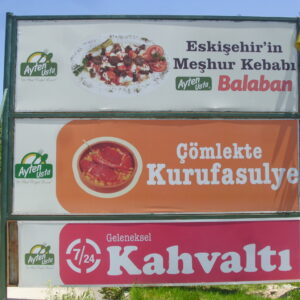 Eskişehir'in
Meşhur Kebabı
Ayten Usta
Ayten Usta
Balaban
Çömlekte
Kurufasulye
Ayten Usta
Geleneksel
7/24
Kahvaltı
Ayten Usta